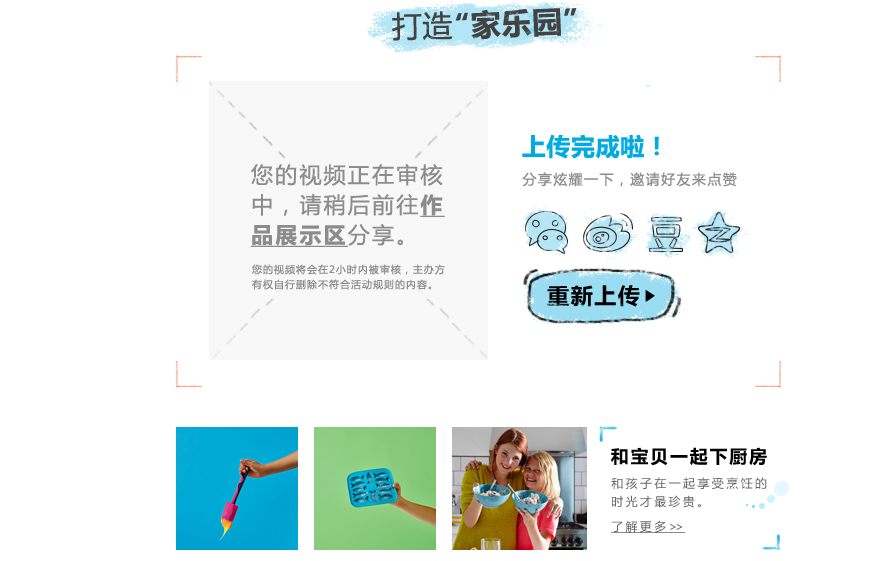 打造“家乐园”
您的视频正在审核
中，请稍后前往作
品展示区分享。
您的视频将会在2小时内被审核，主办方
有权自行删除不符合活动规则的内容。
上传完成啦！
分享炫耀一下，邀请好友来点赞
豆
重新上传
和宝贝一起下厨房
和孩子在一起享受烹饪的
时光才最珍贵。
了解更多>>